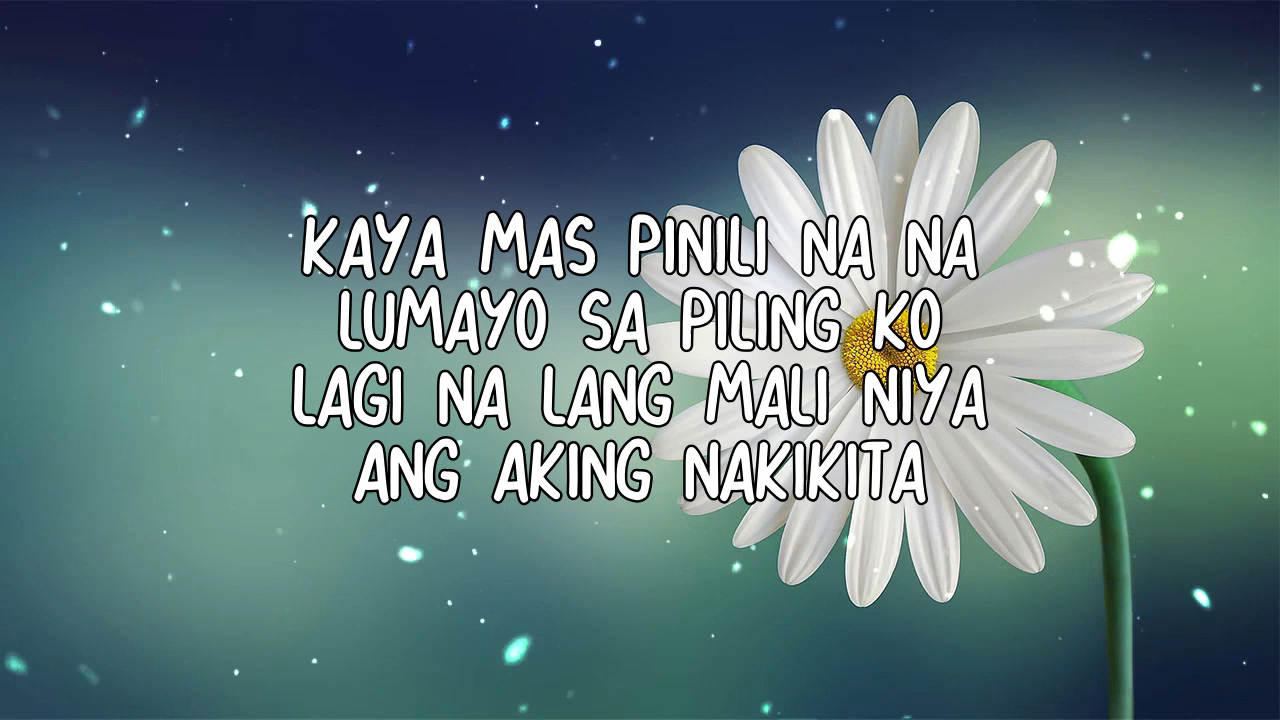 KAYA MAS PINILI NA NA
LUMAYO SA PILING KO
LAGI NA LANG MALI NIYA
ANG AKING NAKIKITA